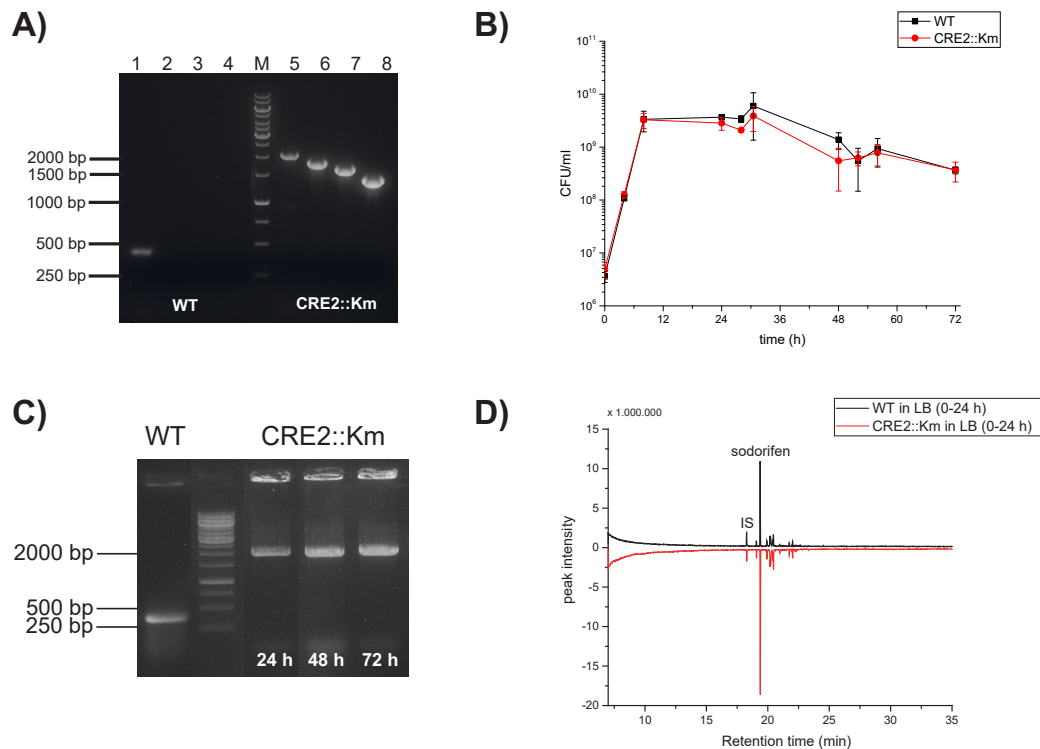 A)
1 2 3 4 M 5 6 7 8
2000 bp
1500 bp
1000 bp
500 bp
250 bp
WT CRE2::Km
B)
WT
CRE2::Km
10^11
10^10
10^9
10^8
10^7
10^6
CFU/ml
0 12 24 36 48 60 72
time (h)
C)
WT CRE2::Km
2000 bp
500 bp
250 bp
24 h 48 h 72 h
D)
WT in LB (0-24 h)
CRE2::Km in LB (0-24 h)
x 1.000.000
15
10
5
0
-5
-10
-15
-20
peak intensity
sodorifen
IS
10 15 20 25 30 35
Retention time (min)